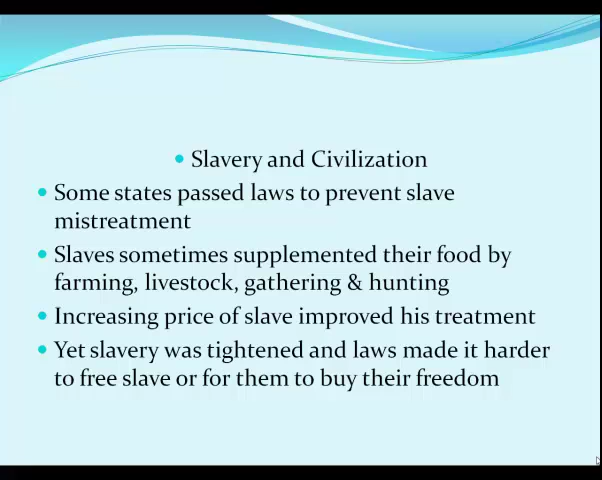 Slavery and Civilization
Some states passed laws to prevent slave
mistreatment
Slaves sometimes supplemented their food by
farming, livestock, gathering & hunting
Increasing price of slave improved his treatment
Yet slavery was tightened and laws made it harder
to free slave or for them to buy their freedom